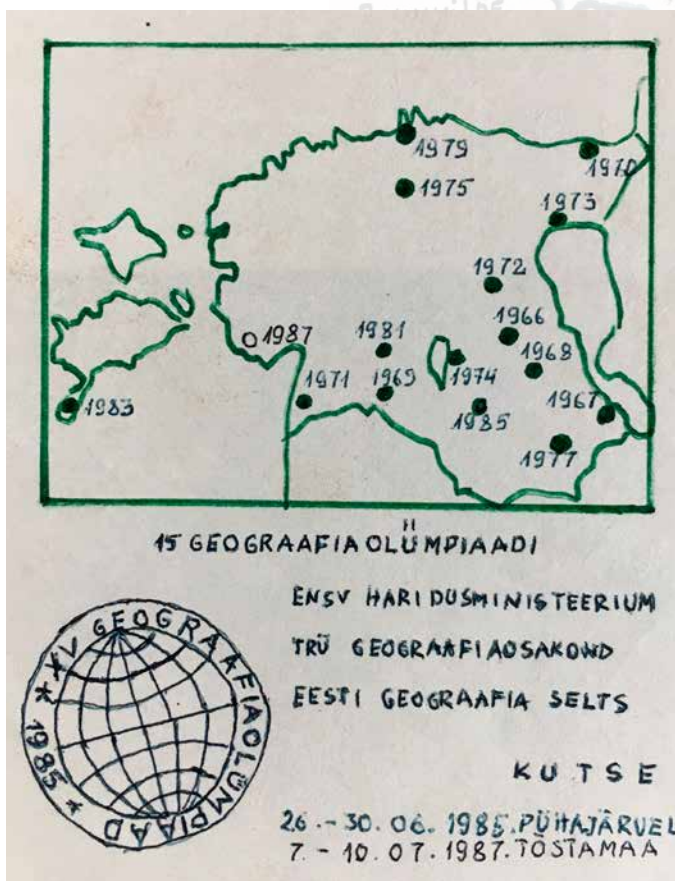 1979
1970
1975
1973
1972
1966
1987
1981
1968
1974
1971
1969
1985
1967
1983
1977
15 GEOGRAAFIAOLÜMPIAADI
ENSV HARIDUSMINISTEERIUM
TRÜ GEOGRAAFIAOSAKOND
EESTI GEOGRAAFIA SELTS
* XV GEOGRAAFIAOLÜMPIAAD * 1985
KUTSE
26.-30.06.1985.PÜHAJÄRVEL
7.-10.07.1987.TÕSTAMAA